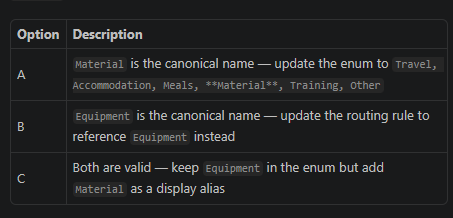 Option Description
A
Material is the canonical name — update the enum to Travel,
Accommodation, Meals, **Material**, Training, Other
B
Equipment is the canonical name — update the routing rule to
reference Equipment instead
C
Both are valid — keep Equipment in the enum but add
Material as a display alias